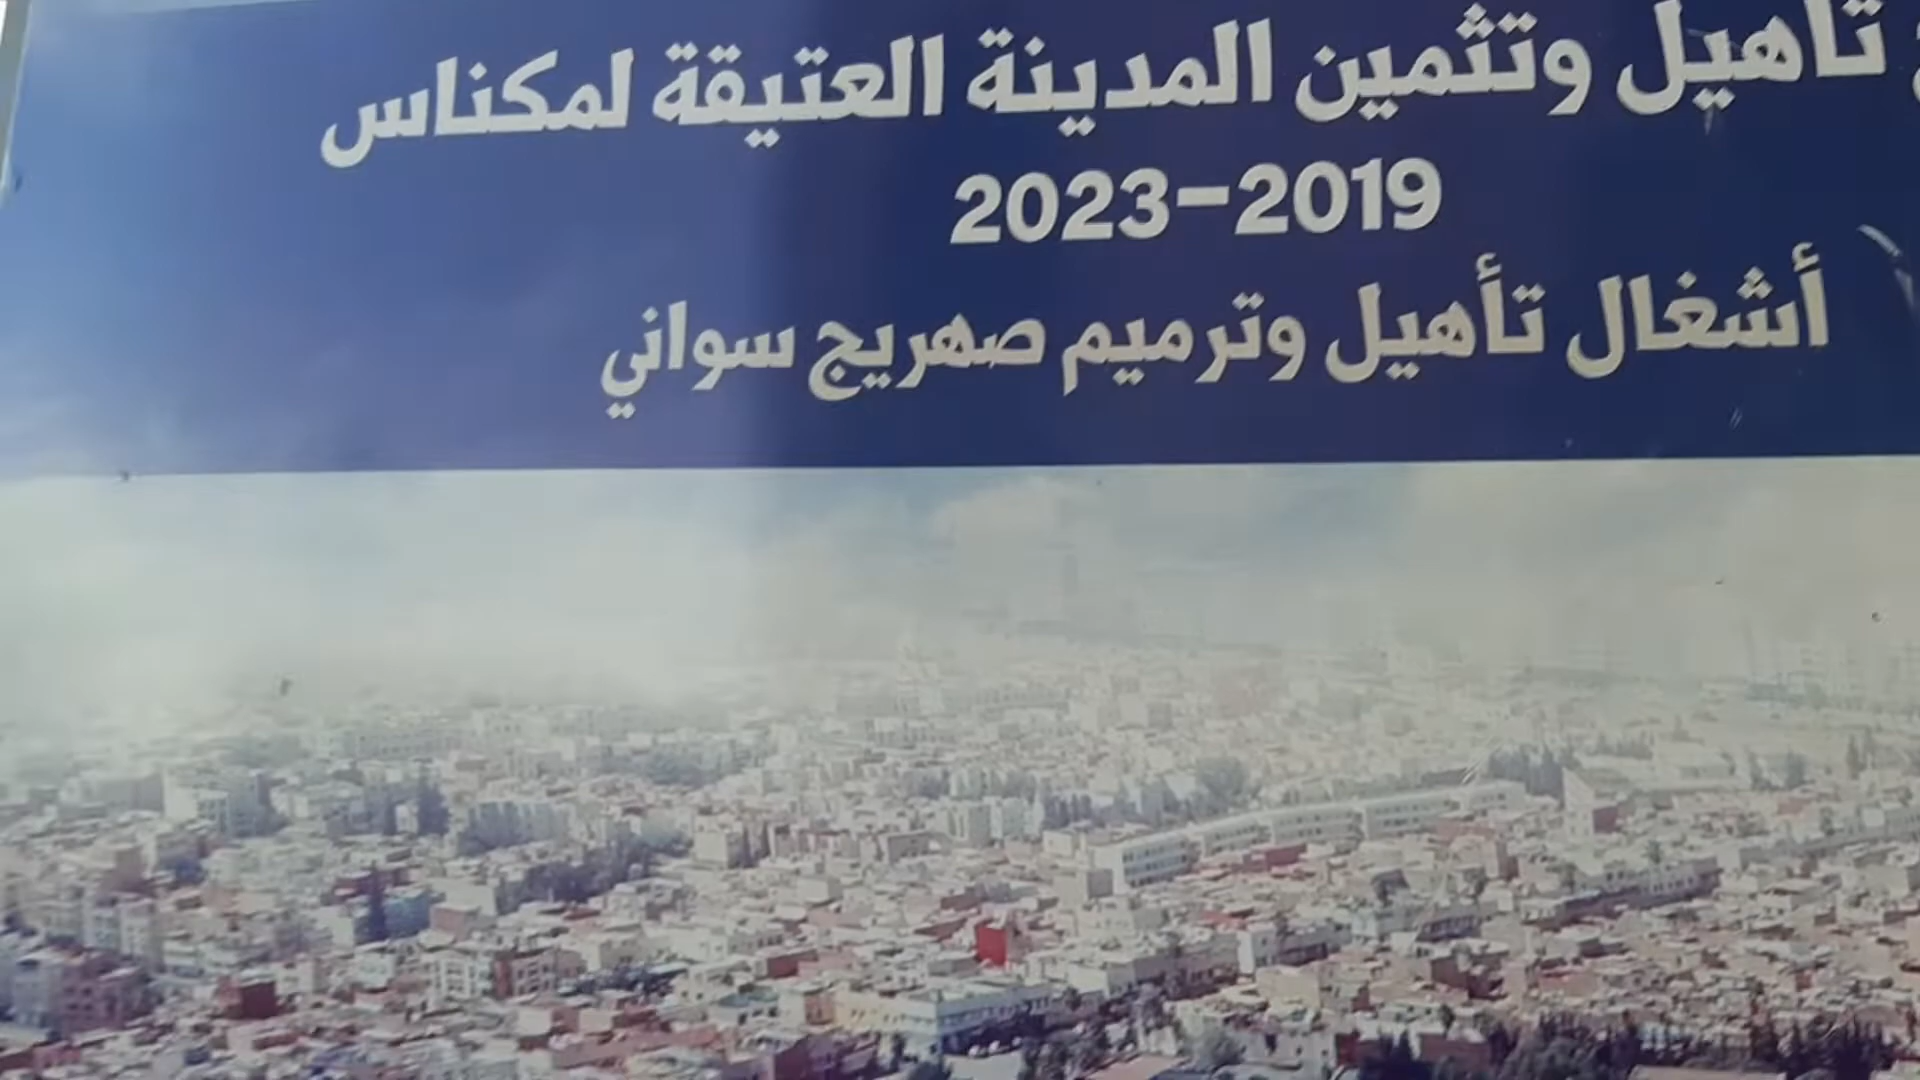 تأهيل وتثمين المدينة العتيقة لمكناس
2023-2019
أشغال تأهيل وترميم صهريج سواني